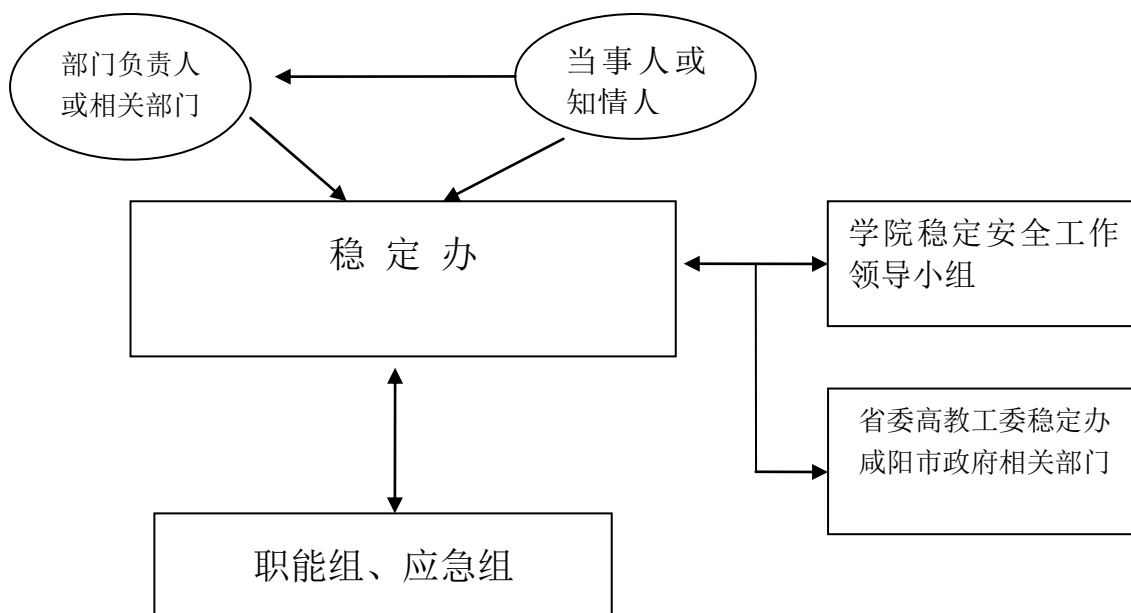 部门负责人
或相关部门
当事人或
知情人
稳 定 办
学院稳定安全工作
领导小组
省委高教工委稳定办
咸阳市政府相关部门
职能组、应急组